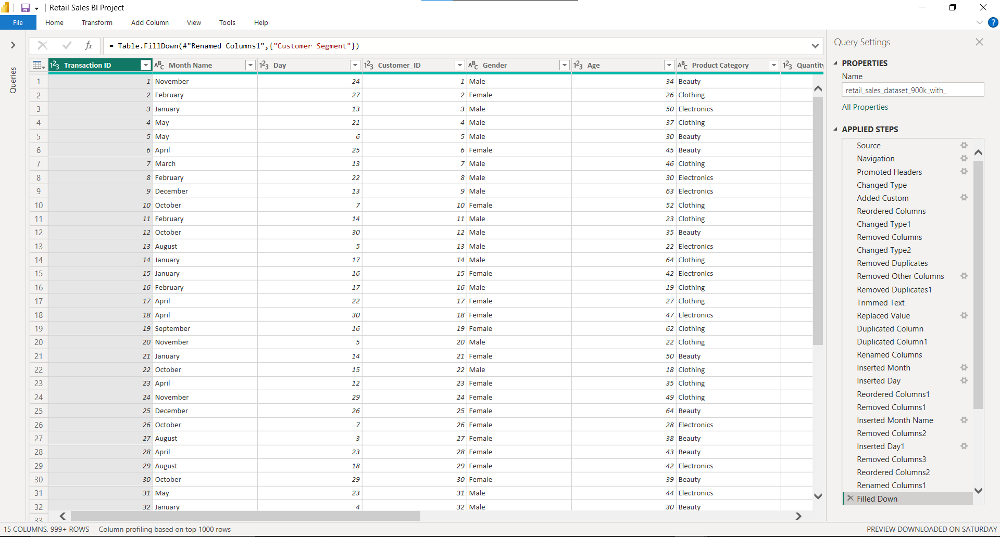 Retail Sales BI Project
File Home Transform Add Column View Tools Help
= Table.FillDown(#"Renamed Columns1",{"Customer Segment"})
Queries
Transaction ID Month Name Day Customer_ID Gender Age Product Category Quantity
1 1 November 24 1 Male 34 Beauty
2 2 February 27 2 Female 26 Clothing
3 3 January 13 3 Male 50 Electronics
4 4 May 21 4 Male 37 Clothing
5 5 May 6 5 Male 30 Beauty
6 6 April 25 6 Female 45 Beauty
7 7 March 13 7 Male 46 Clothing
8 8 February 22 8 Male 30 Electronics
9 9 December 13 9 Male 63 Electronics
10 10 October 7 10 Female 52 Clothing
11 11 February 14 11 Male 23 Clothing
12 12 October 30 12 Male 35 Beauty
13 13 August 5 13 Male 22 Electronics
14 14 January 17 14 Male 64 Clothing
15 15 January 16 15 Female 42 Electronics
16 16 February 17 16 Male 19 Clothing
17 17 April 22 17 Female 27 Clothing
18 18 April 30 18 Female 47 Electronics
19 19 September 16 19 Female 62 Clothing
20 20 November 5 20 Male 22 Clothing
21 21 January 14 21 Female 50 Beauty
22 22 October 15 22 Male 18 Clothing
23 23 April 12 23 Female 35 Clothing
24 24 November 29 24 Female 49 Clothing
25 25 December 26 25 Female 64 Beauty
26 26 October 7 26 Female 28 Electronics
27 27 August 3 27 Female 38 Beauty
28 28 April 23 28 Female 43 Beauty
29 29 August 18 29 Female 42 Electronics
30 30 October 29 30 Female 39 Beauty
31 31 May 23 31 Male 44 Electronics
32 32 January 4 32 Male 30 Beauty
33
Query Settings
PROPERTIES
Name
retail_sales_dataset_900k_with_
All Properties
APPLIED STEPS
Source
Navigation
Promoted Headers
Changed Type
Added Custom
Reordered Columns
Changed Type1
Removed Columns
Changed Type2
Removed Duplicates
Removed Other Columns
Removed Duplicates1
Trimmed Text
Replaced Value
Duplicated Column
Duplicated Column1
Renamed Columns
Inserted Month
Inserted Day
Reordered Columns1
Removed Columns1
Inserted Month Name
Removed Columns2
Inserted Day1
Removed Columns3
Reordered Columns2
Renamed Columns1
Filled Down
15 COLUMNS, 999+ ROWS Column profiling based on top 1000 rows PREVIEW DOWNLOADED ON SATURDAY